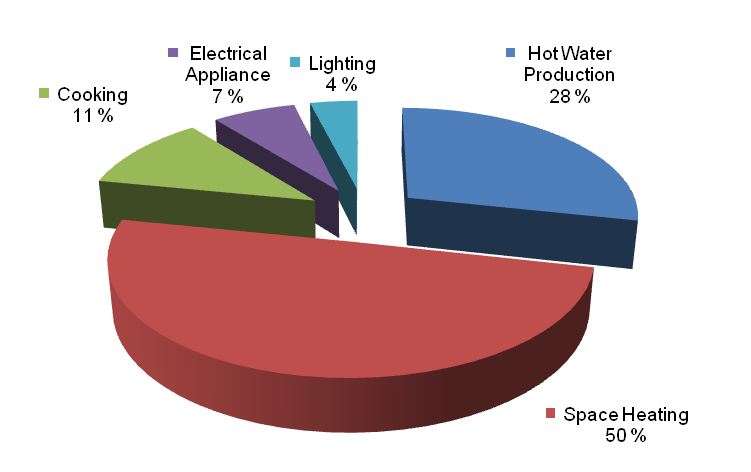 Electrical
Appliance
7 %
Lighting
4 %
Hot Water
Production
28 %
Cooking
11 %
Space Heating
50 %